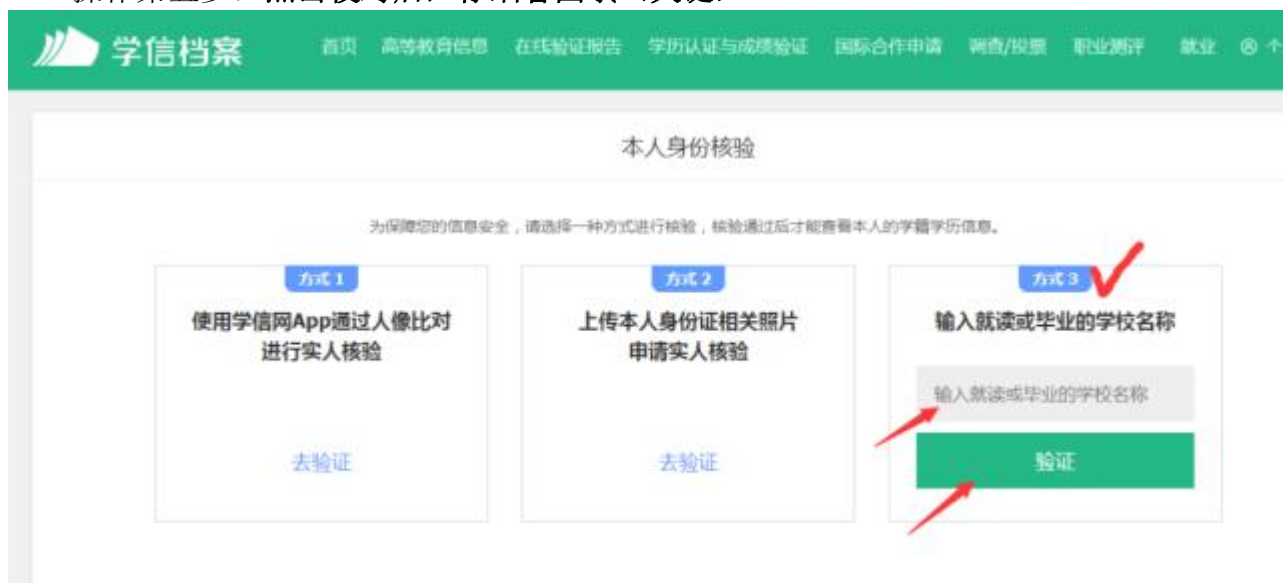 学信档案 首页 高等教育信息 在线验证报告 学历认证与成绩验证 国际合作申请 调查/投票 职业测评 就业 个
本人身份核验
为保障您的信息安全，请选择一种方式进行核验，核验通过后才能查看本人的学籍学历信息。
方式 1
使用学信网App通过人像比对
进行实人核验
去验证
方式 2
上传本人身份证相关照片
申请实人核验
去验证
方式 3
输入就读或毕业的学校名称
输入就读或毕业的学校名称
验证